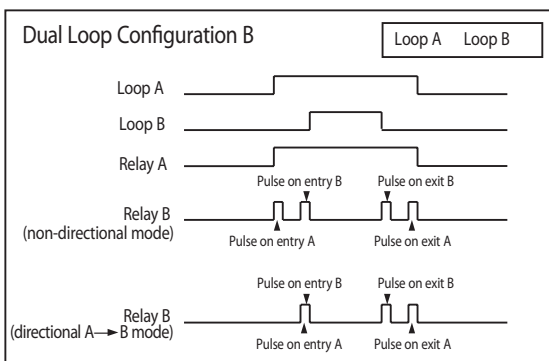 Dual Loop Configuration B
Loop A Loop B
Loop A
Loop B
Relay A
Pulse on entry B Pulse on exit B
Relay B
(non-directional mode)
Pulse on entry A Pulse on exit A
Pulse on entry B Pulse on exit B
Relay B
(directional A→B mode)
Pulse on entry A Pulse on exit A